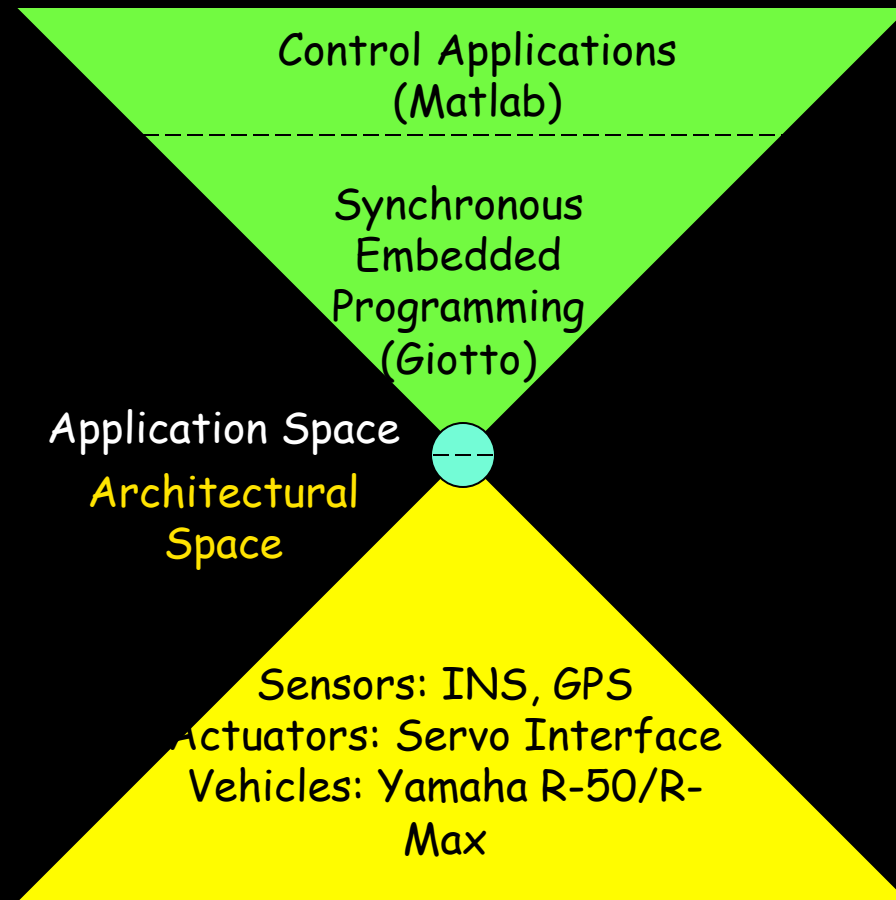 Control Applications
(Matlab)
Synchronous
Embedded
Programming
(Giotto)
Application Space
Architectural
Space
Sensors: INS, GPS
Actuators: Servo Interface
Vehicles: Yamaha R-50/R-
Max